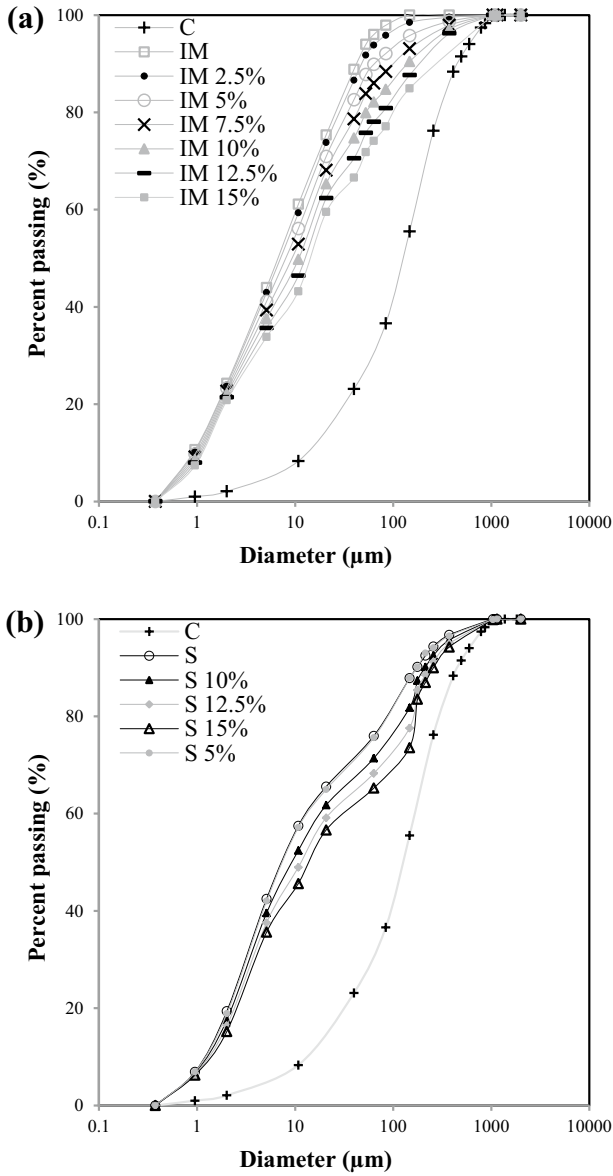 (a)
C
IM
IM 2.5%
IM 5%
IM 7.5%
IM 10%
IM 12.5%
IM 15%
Percent passing (%)
100
80
60
40
20
0
0.1 1 10 100 1000 10000
Diameter (µm)
(b)
C
S
S 10%
S 12.5%
S 15%
S 5%
Percent passing (%)
100
80
60
40
20
0
0.1 1 10 100 1000 10000
Diameter (µm)